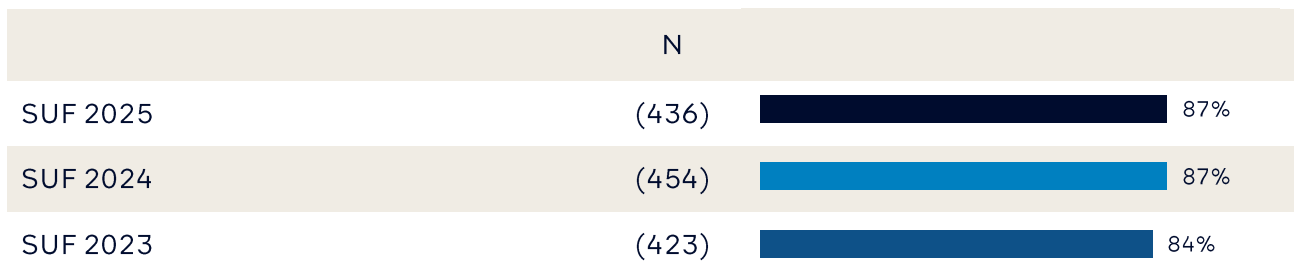 N
SUF 2025 (436) 87%
SUF 2024 (454) 87%
SUF 2023 (423) 84%